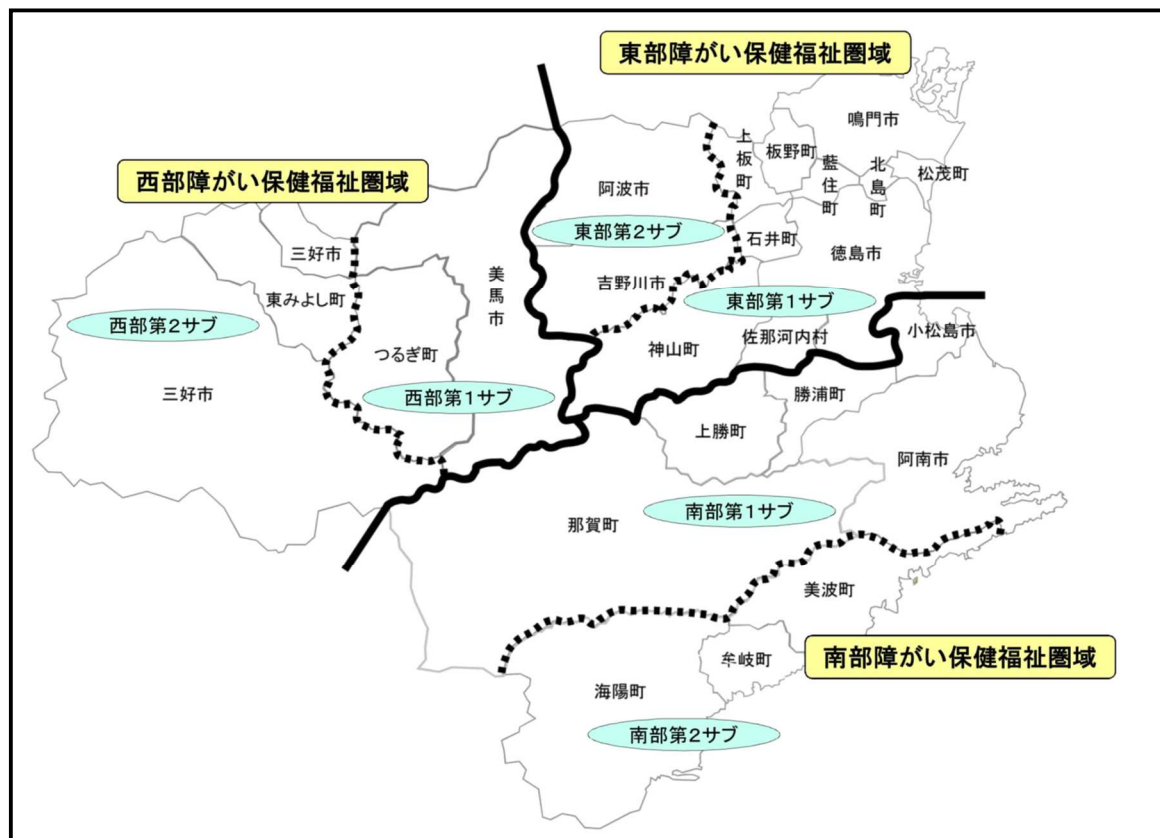 東部障がい保健福祉圏域
鳴門市
上板町
板野町
藍住町
北島町
松茂町
西部障がい保健福祉圏域
阿波市
東部第2サブ
石井町
徳島市
三好市
美馬市
吉野川市
東みよし町
東部第1サブ
西部第2サブ
佐那河内村
小松島市
つるぎ町
神山町
三好市
西部第1サブ
勝浦町
上勝町
阿南市
那賀町
南部第1サブ
美波町
牟岐町
南部障がい保健福祉圏域
海陽町
南部第2サブ